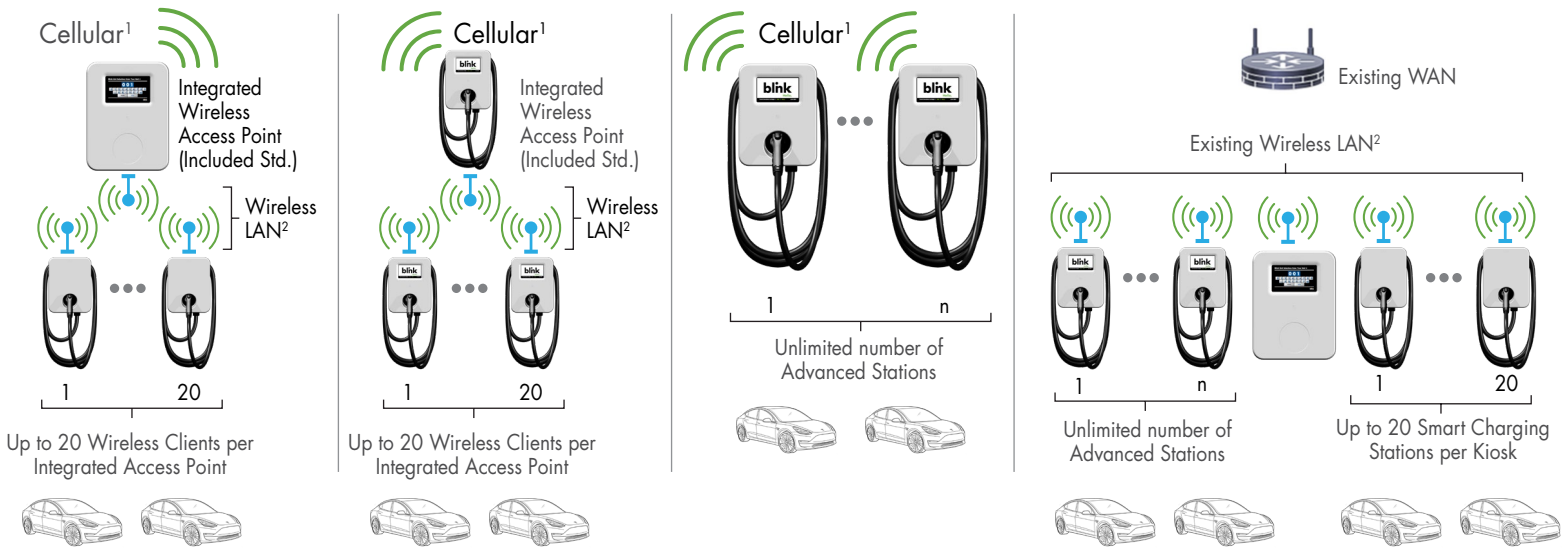 Cellular¹
001
Integrated
Wireless
Access Point
(Included Std.)
Wireless
LAN²
1
20
Up to 20 Wireless Clients per
Integrated Access Point
Cellular¹
blink
Integrated
Wireless
Access Point
(Included Std.)
Wireless
LAN²
blink
blink
1
20
Up to 20 Wireless Clients per
Integrated Access Point
Cellular¹
blink
blink
1
n
Unlimited number of
Advanced Stations
Existing WAN
Existing Wireless LAN²
blink
blink
001
1
n
Unlimited number of
Advanced Stations
1
20
Up to 20 Smart Charging
Stations per Kiosk